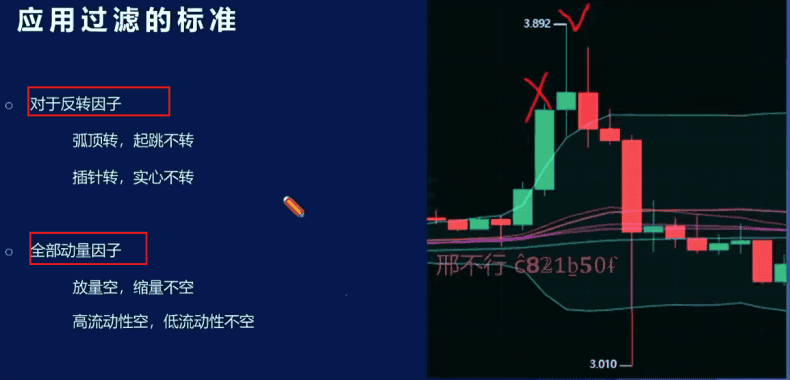 应用过滤的标准
对于反转因子
弧顶转，起跳不转
插针转，实心不转
全部动量因子
放量空，缩量不空
高流动性空，低流动性不空
3.892
邢不行
3.010